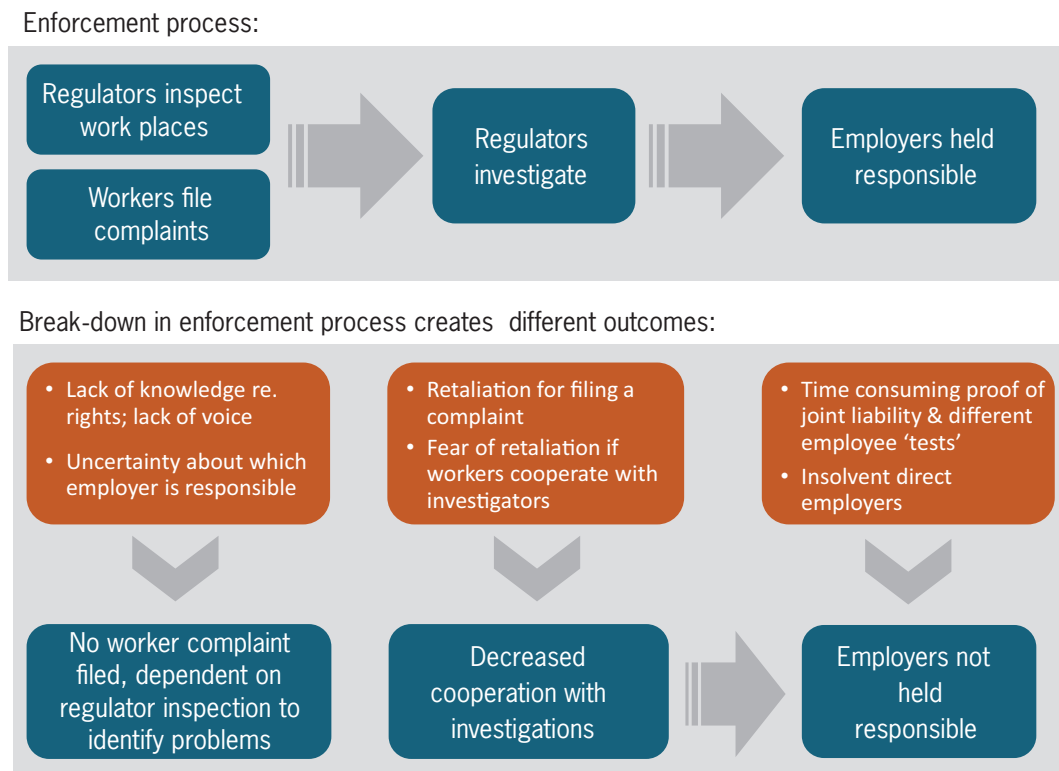 Enforcement process:
Regulators inspect
work places
Workers file
complaints
Regulators
investigate
Employers held
responsible
Break-down in enforcement process creates  different outcomes:
• Lack of knowledge re.
rights; lack of voice
• Uncertainty about which
employer is responsible
• Retaliation for filing a
complaint
• Fear of retaliation if
workers cooperate with
investigators
• Time consuming proof of
joint liability & different
employee ‘tests’
• Insolvent direct
employers
No worker complaint
filed, dependent on
regulator inspection to
identify problems
Decreased
cooperation with
investigations
Employers not
held
responsible